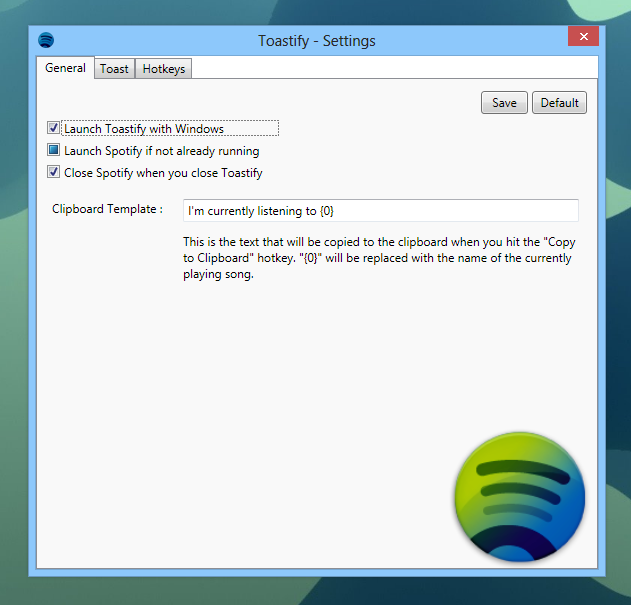 Toastify - Settings
General Toast Hotkeys
Save Default
Launch Toastify with Windows
Launch Spotify if not already running
Close Spotify when you close Toastify
Clipboard Template : I'm currently listening to {0}
This is the text that will be copied to the clipboard when you hit the "Copy
to Clipboard" hotkey. "{0}" will be replaced with the name of the currently
playing song.